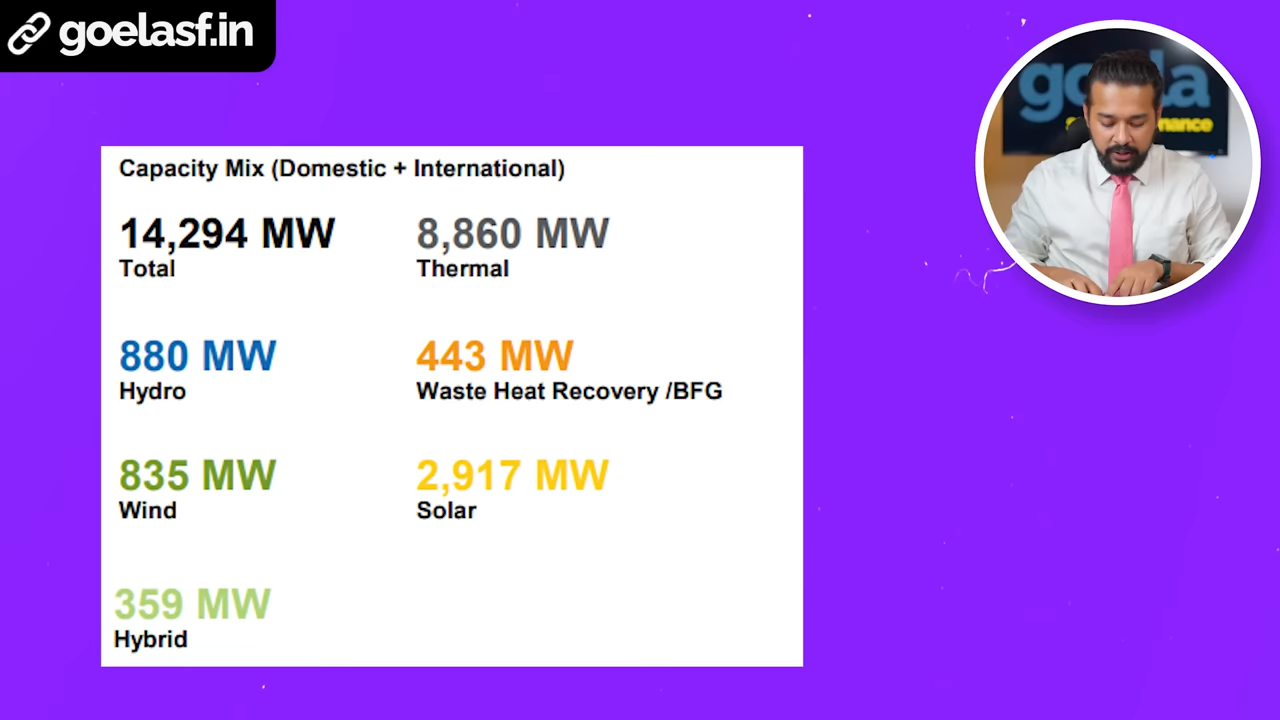 goelasf.in
Capacity Mix (Domestic + International)
14,294 MW
Total
8,860 MW
Thermal
880 MW
Hydro
443 MW
Waste Heat Recovery /BFG
835 MW
Wind
2,917 MW
Solar
359 MW
Hybrid